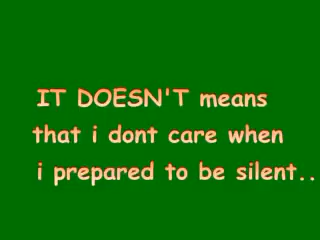 IT DOESN'T means
that i dont care when
i prepared to be silent..